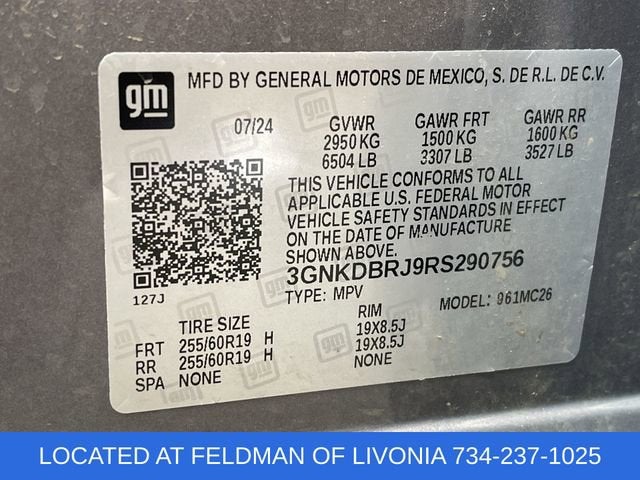 gm
MFD BY GENERAL MOTORS DE MEXICO, S. DE R.L. DE C.V.
07/24 GVWR GAWR FRT GAWR RR
2950 KG 1500 KG 1600 KG
6504 LB 3307 LB 3527 LB
THIS VEHICLE CONFORMS TO ALL
APPLICABLE U.S. FEDERAL MOTOR
VEHICLE SAFETY STANDARDS IN EFFECT
ON THE DATE OF MANUFACTURE
SHOWN ABOVE.
3GNKDBRJ9RS290756
127J TYPE: MPV MODEL: 961MC26
TIRE SIZE RIM
FRT 255/60R19 H 19X8.5J
RR 255/60R19 H 19X8.5J
SPA NONE NONE
LOCATED AT FELDMAN OF LIVONIA 734-237-1025